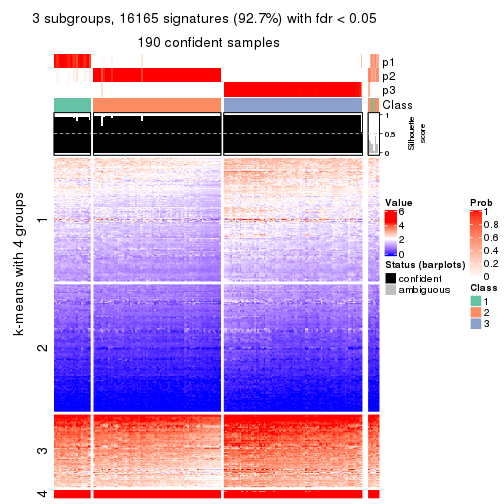 3 subgroups, 16165 signatures (92.7%) with fdr < 0.05
190 confident samples
p1
p2
p3
Class
1
0.5
0
Silhouette
score
k-means with 4 groups
1
2
3
4
Value
6
4
2
0
Status (barplots)
confident
ambiguous
Prob
1
0.8
0.6
0.4
0.2
0
Class
1
2
3